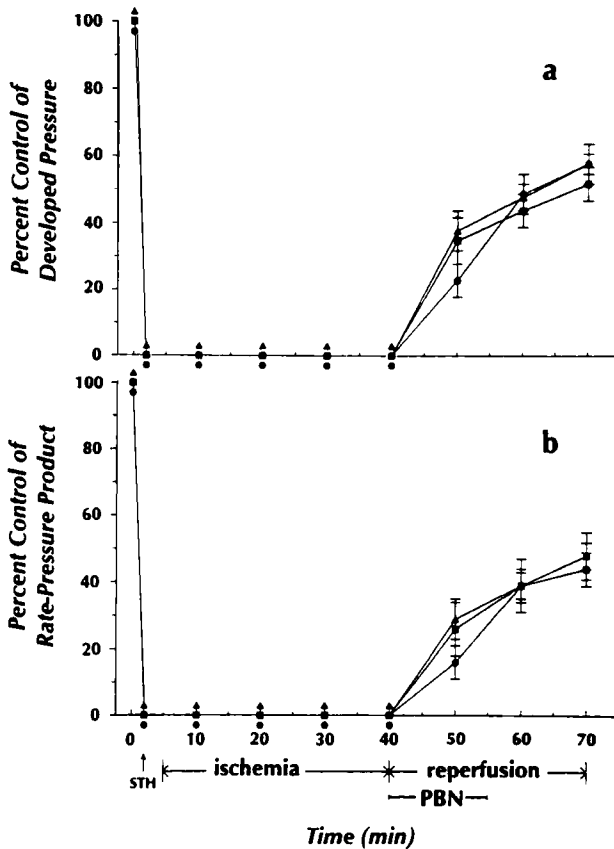 Percent Control of
Developed Pressure
100
80
60
40
20
0
a
Percent Control of
Rate-Pressure Product
100
80
60
40
20
0
b
0 10 20 30 40 50 60 70
STH
ischemia
reperfusion
PBN
Time (min)